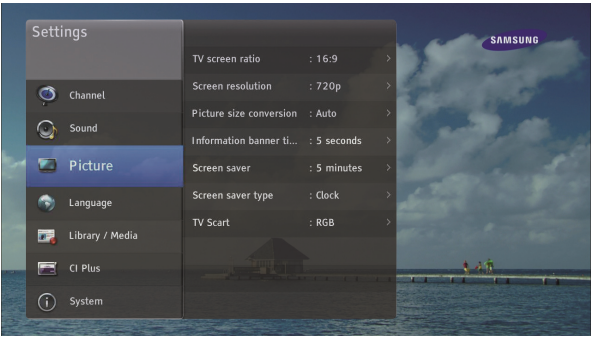 Settings
SAMSUNG
TV screen ratio : 16:9
Screen resolution : 720p
Picture size conversion : Auto
Information banner ti... : 5 seconds
Screen saver : 5 minutes
Screen saver type : Clock
TV Scart : RGB
Channel
Sound
Picture
Language
Library / Media
CI Plus
System